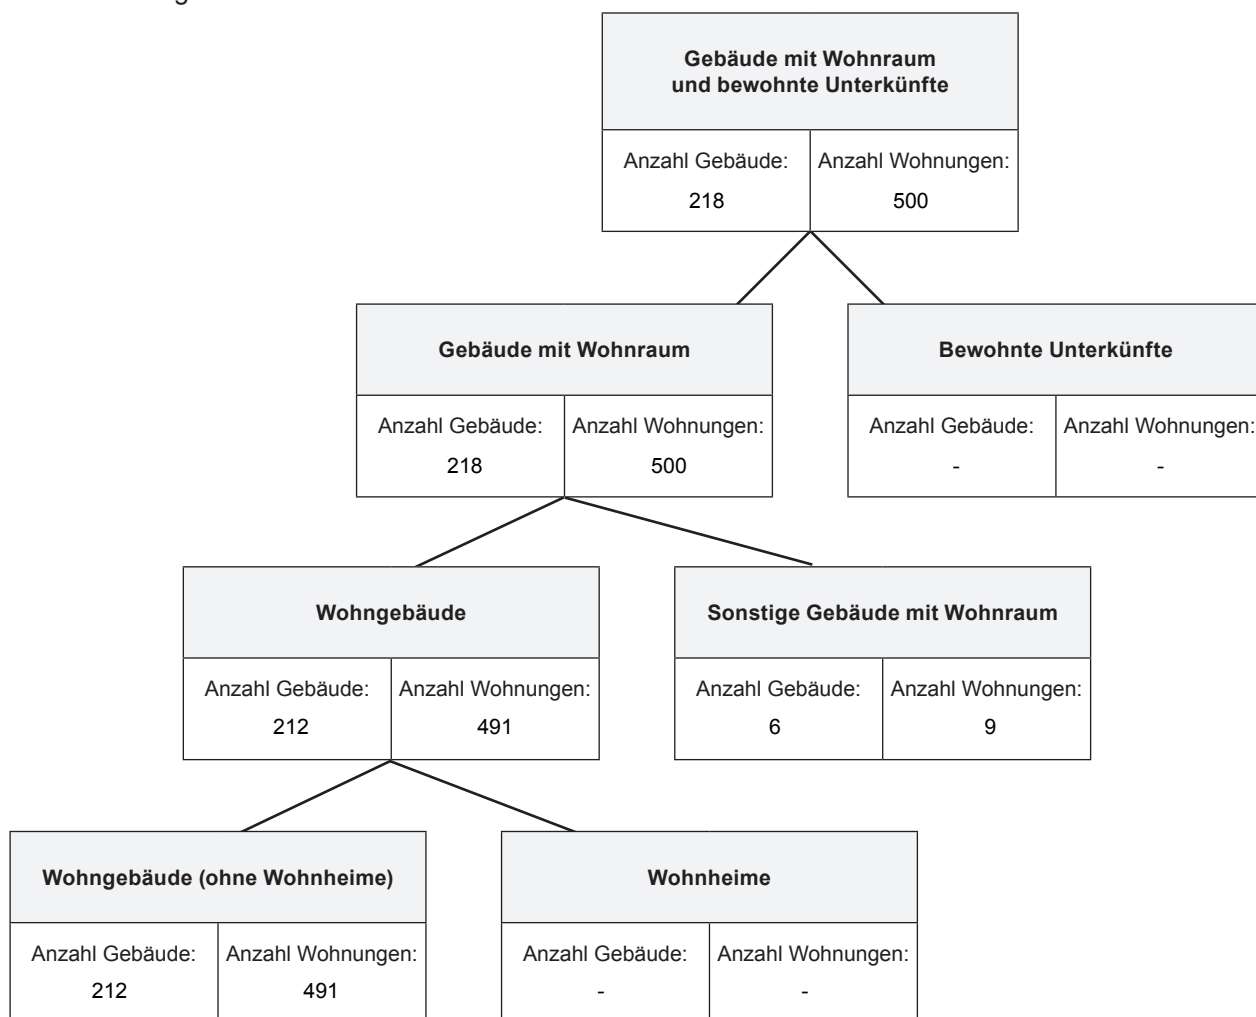 Gebäude mit Wohnraum
und bewohnte Unterkünfte
Anzahl Gebäude: Anzahl Wohnungen:
218 500
Gebäude mit Wohnraum
Bewohnte Unterkünfte
Anzahl Gebäude: Anzahl Wohnungen:
218 500
Anzahl Gebäude: Anzahl Wohnungen:
- -
Wohngebäude
Sonstige Gebäude mit Wohnraum
Anzahl Gebäude: Anzahl Wohnungen:
212 491
Anzahl Gebäude: Anzahl Wohnungen:
6 9
Wohngebäude (ohne Wohnheime)
Wohnheime
Anzahl Gebäude: Anzahl Wohnungen:
212 491
Anzahl Gebäude: Anzahl Wohnungen:
- -